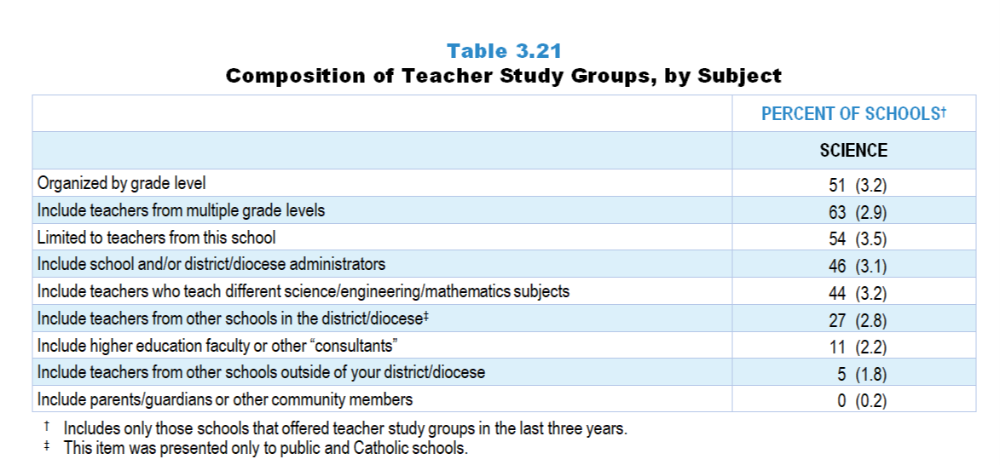 Table 3.21
Composition of Teacher Study Groups, by Subject
PERCENT OF SCHOOLS†
SCIENCE
Organized by grade level 51 (3.2)
Include teachers from multiple grade levels 63 (2.9)
Limited to teachers from this school 54 (3.5)
Include school and/or district/diocese administrators 46 (3.1)
Include teachers who teach different science/engineering/mathematics subjects 44 (3.2)
Include teachers from other schools in the district/diocese‡ 27 (2.8)
Include higher education faculty or other “consultants” 11 (2.2)
Include teachers from other schools outside of your district/diocese 5 (1.8)
Include parents/guardians or other community members 0 (0.2)
† Includes only those schools that offered teacher study groups in the last three years.
‡ This item was presented only to public and Catholic schools.